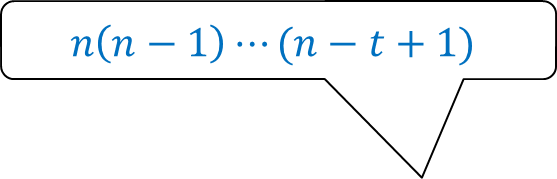 n(n − 1) ⋯ (n − t + 1)